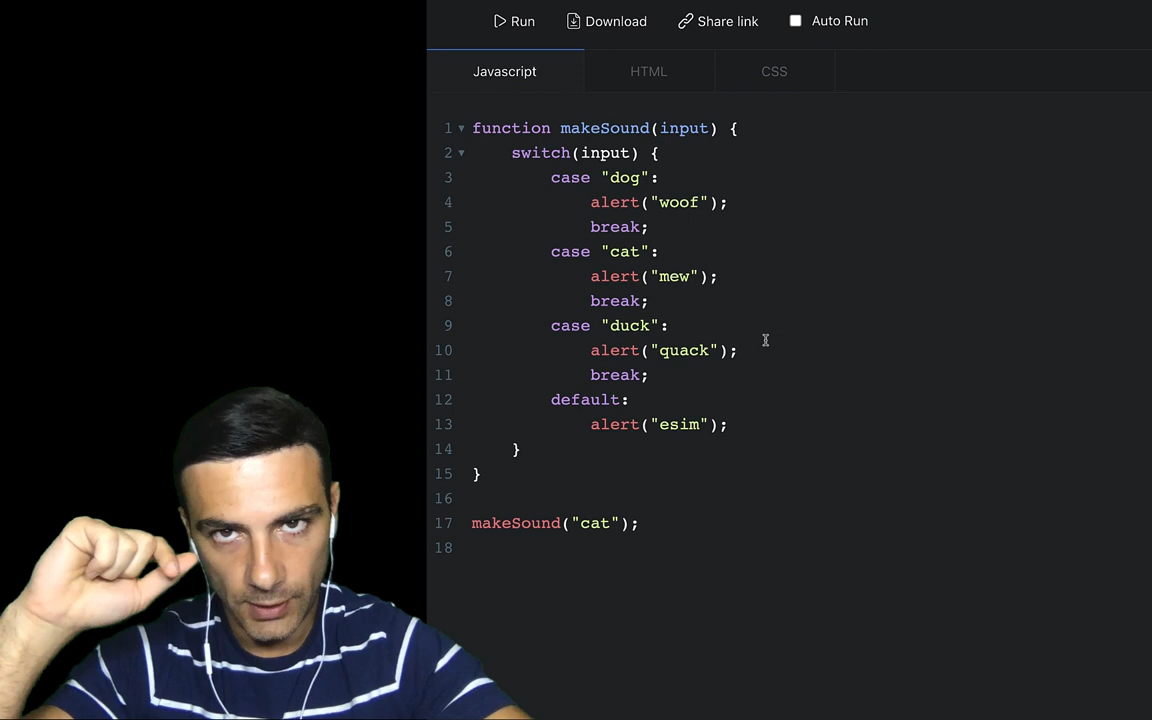 Run Download Share link Auto Run
Javascript HTML CSS
1 function makeSound(input) {
2 switch(input) {
3 case "dog":
4 alert("woof");
5 break;
6 case "cat":
7 alert("mew");
8 break;
9 case "duck":
10 alert("quack");
11 break;
12 default:
13 alert("esim");
14 }
15 }
16
17 makeSound("cat");
18